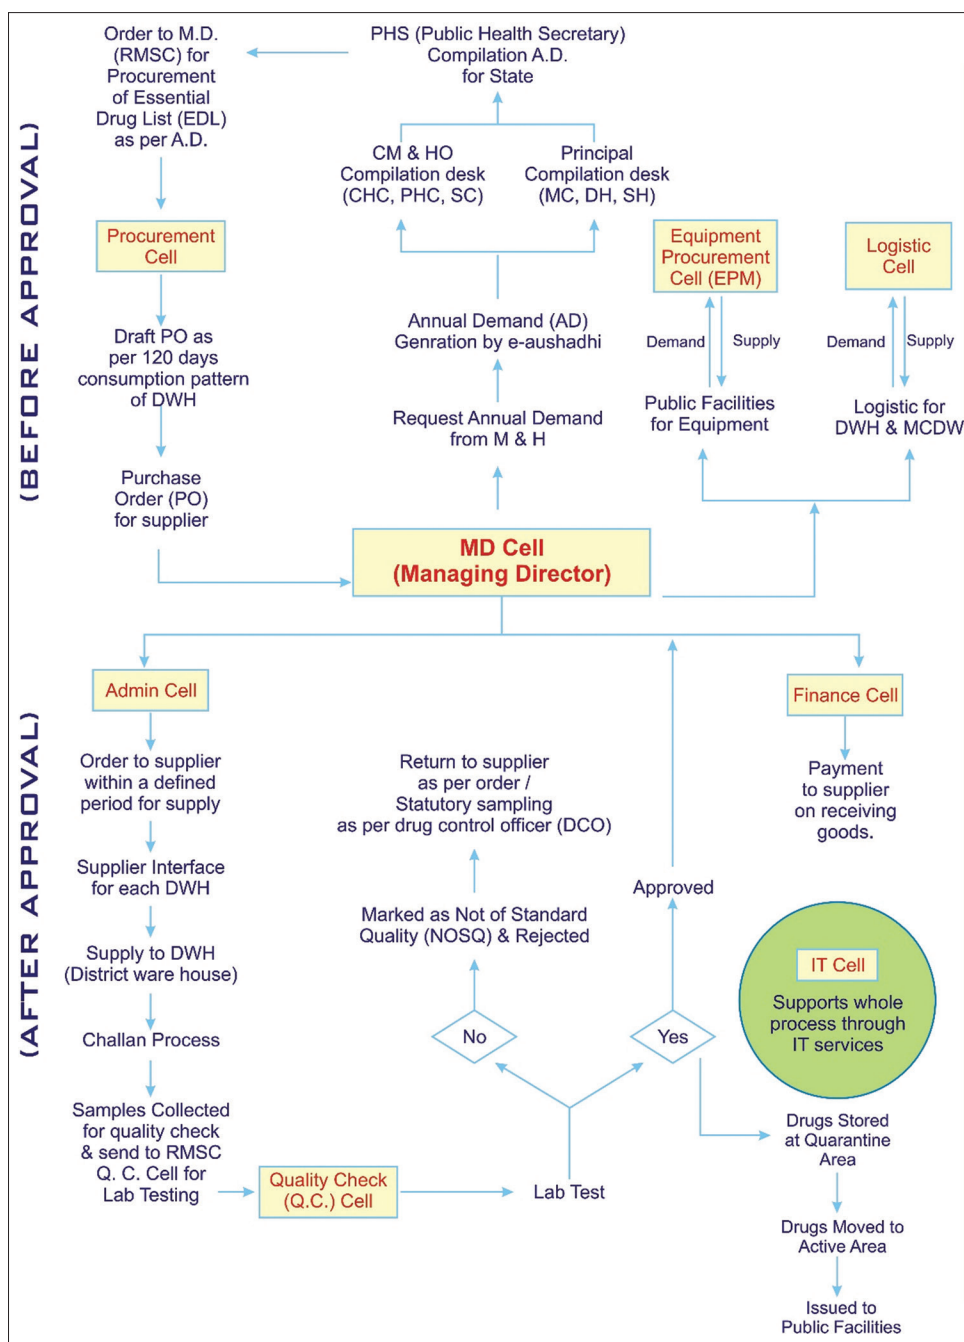 (BEFORE APPROVAL)
Order to M.D.
(RMSC) for
Procurement
of Essential
Drug List (EDL)
as per A.D.
PHS (Public Health Secretary)
Compilation A.D.
for State
CM & HO
Compilation desk
(CHC, PHC, SC)
Principal
Compilation desk
(MC, DH, SH)
Procurement
Cell
Equipment
Procurement
Cell (EPM)
Logistic
Cell
Annual Demand (AD)
Genration by e-aushadhi
Demand
Supply
Demand
Supply
Draft PO as
per 120 days
consumption pattern
of DWH
Request Annual Demand
from M & H
Public Facilities
for Equipment
Logistic for
DWH & MCDW
Purchase
Order (PO)
for supplier
MD Cell
(Managing Director)
(AFTER APPROVAL)
Admin Cell
Finance Cell
Order to supplier
within a defined
period for supply
Return to supplier
as per order /
Statutory sampling
as per drug control officer (DCO)
Payment
to supplier
on receiving
goods.
Supplier Interface
for each DWH
Marked as Not of Standard
Quality (NOSQ) & Rejected
Approved
Supply to DWH
(District ware house)
IT Cell
Supports whole
process through
IT services
Challan Process
No
Yes
Samples Collected
for quality check
& send to RMSC
Q. C. Cell for
Lab Testing
Quality Check
(Q.C.) Cell
Lab Test
Drugs Stored
at Quarantine
Area
Drugs Moved to
Active Area
Issued to
Public Facilities